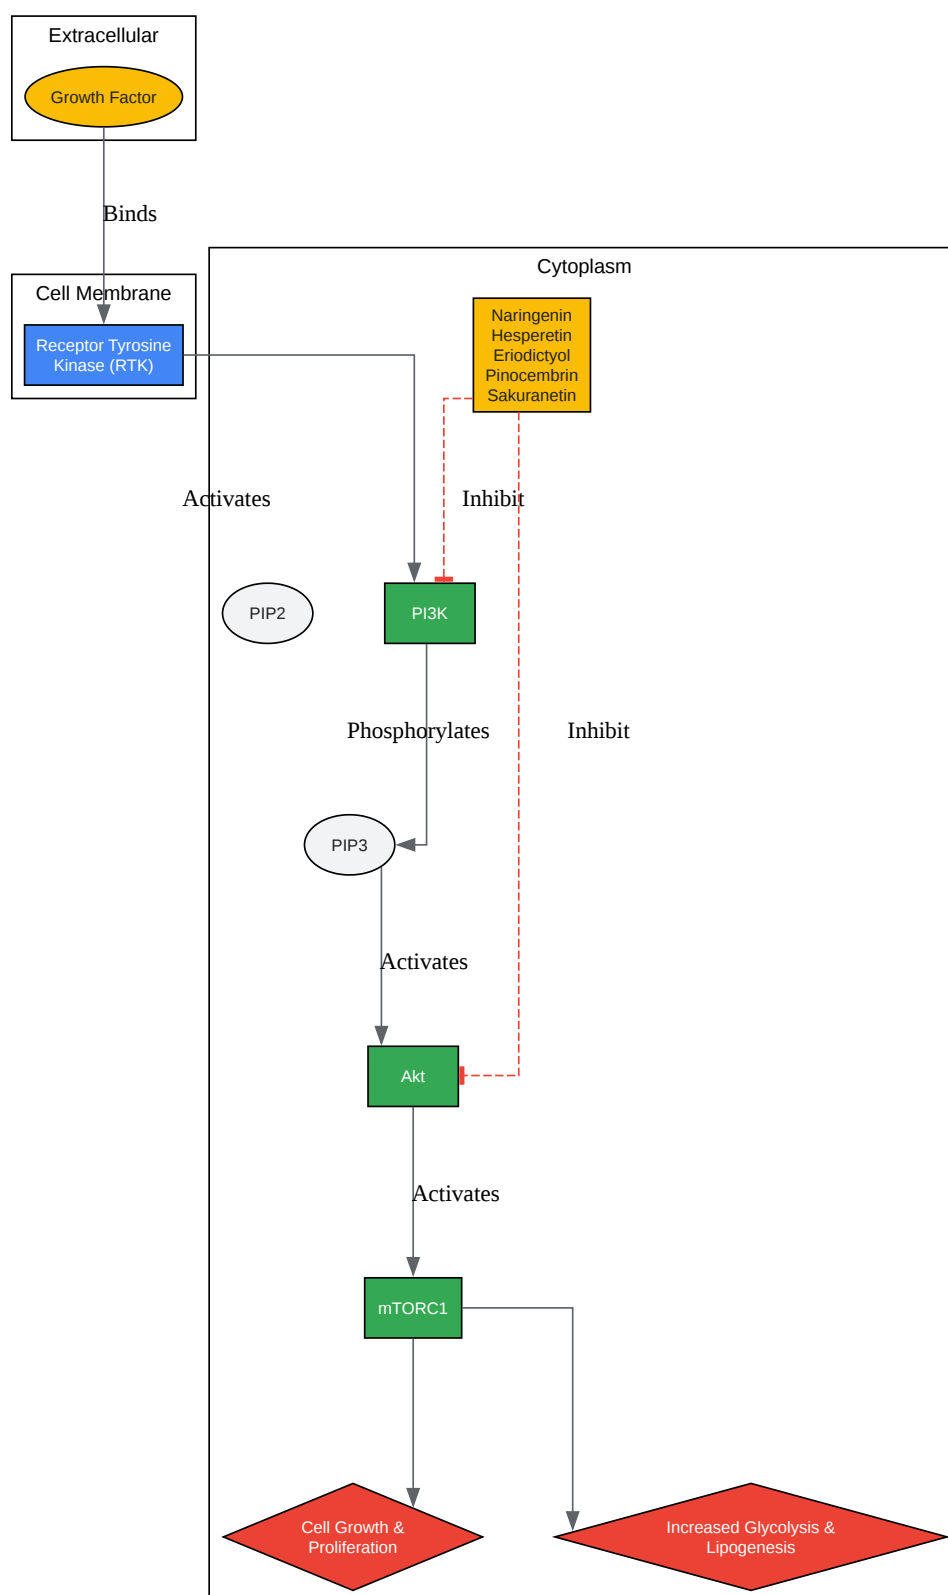 Extracellular
Growth Factor
Binds
Cytoplasm
Cell Membrane
Naringenin
Hesperetin
Eriodictyol
Pinocembrin
Sakuranetin
Receptor Tyrosine
Kinase (RTK)
Activates
Inhibit
PIP2
PI3K
Phosphorylates
Inhibit
PIP3
Activates
Akt
Activates
mTORC1
Cell Growth &
Proliferation
Increased Glycolysis &
Lipogenesis